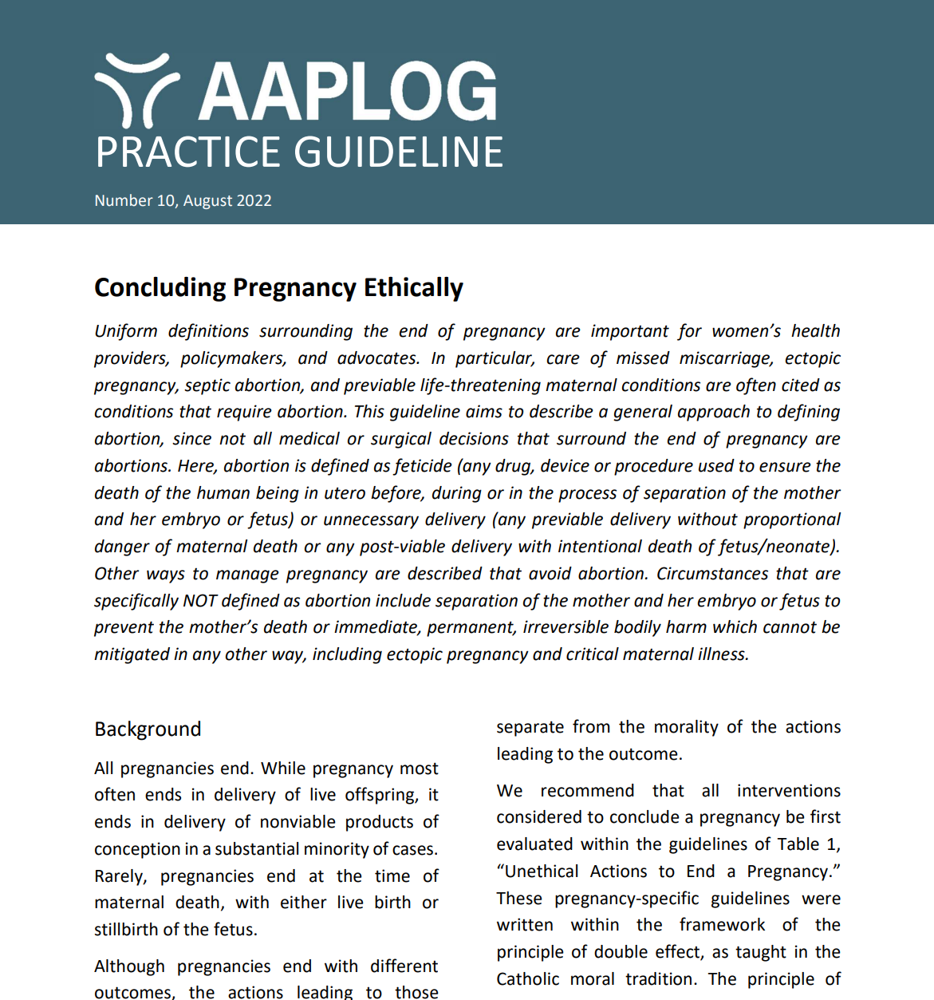 AAPLOG
PRACTICE GUIDELINE
Number 10, August 2022
Concluding Pregnancy Ethically
Uniform definitions surrounding the end of pregnancy are important for women’s health
providers, policymakers, and advocates. In particular, care of missed miscarriage, ectopic
pregnancy, septic abortion, and previable life-threatening maternal conditions are often cited as
conditions that require abortion. This guideline aims to describe a general approach to defining
abortion, since not all medical or surgical decisions that surround the end of pregnancy are
abortions. Here, abortion is defined as feticide (any drug, device or procedure used to ensure the
death of the human being in utero before, during or in the process of separation of the mother
and her embryo or fetus) or unnecessary delivery (any previable delivery without proportional
danger of maternal death or any post-viable delivery with intentional death of fetus/neonate).
Other ways to manage pregnancy are described that avoid abortion. Circumstances that are
specifically NOT defined as abortion include separation of the mother and her embryo or fetus to
prevent the mother’s death or immediate, permanent, irreversible bodily harm which cannot be
mitigated in any other way, including ectopic pregnancy and critical maternal illness.
Background
All pregnancies end. While pregnancy most
often ends in delivery of live offspring, it
ends in delivery of nonviable products of
conception in a substantial minority of cases.
Rarely, pregnancies end at the time of
maternal death, with either live birth or
stillbirth of the fetus.
Although pregnancies end with different
outcomes, the actions leading to those
separate from the morality of the actions
leading to the outcome.
We recommend that all interventions
considered to conclude a pregnancy be first
evaluated within the guidelines of Table 1,
“Unethical Actions to End a Pregnancy.”
These pregnancy-specific guidelines were
written within the framework of the
principle of double effect, as taught in the
Catholic moral tradition. The principle of